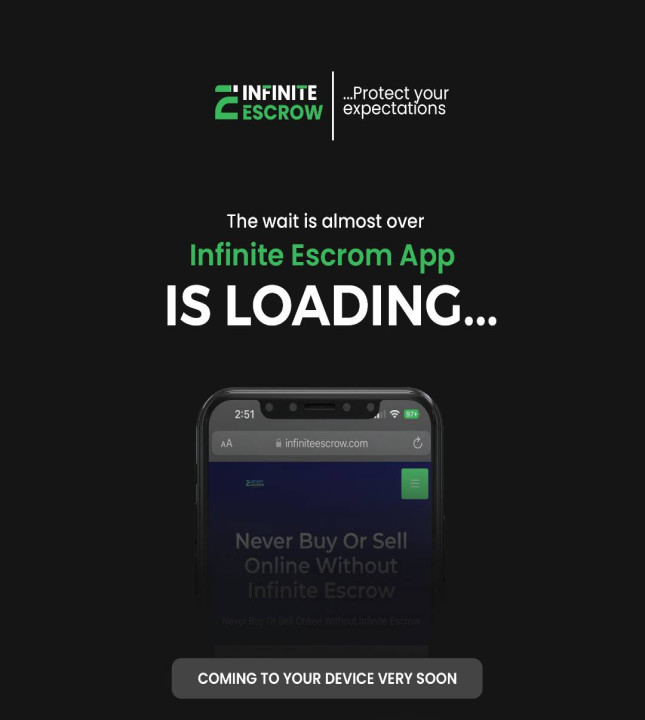 INFINITE
ESCROW
...Protect your
expectations
The wait is almost over
Infinite Escrom App
IS LOADING...
2:51
97+
AA
infiniteescrow.com
INFINITE
ESCROW
Never Buy Or Sell
Online Without
Infinite Escrow
Never Buy Or Sell Online Without Infinite Escrow
COMING TO YOUR DEVICE VERY SOON